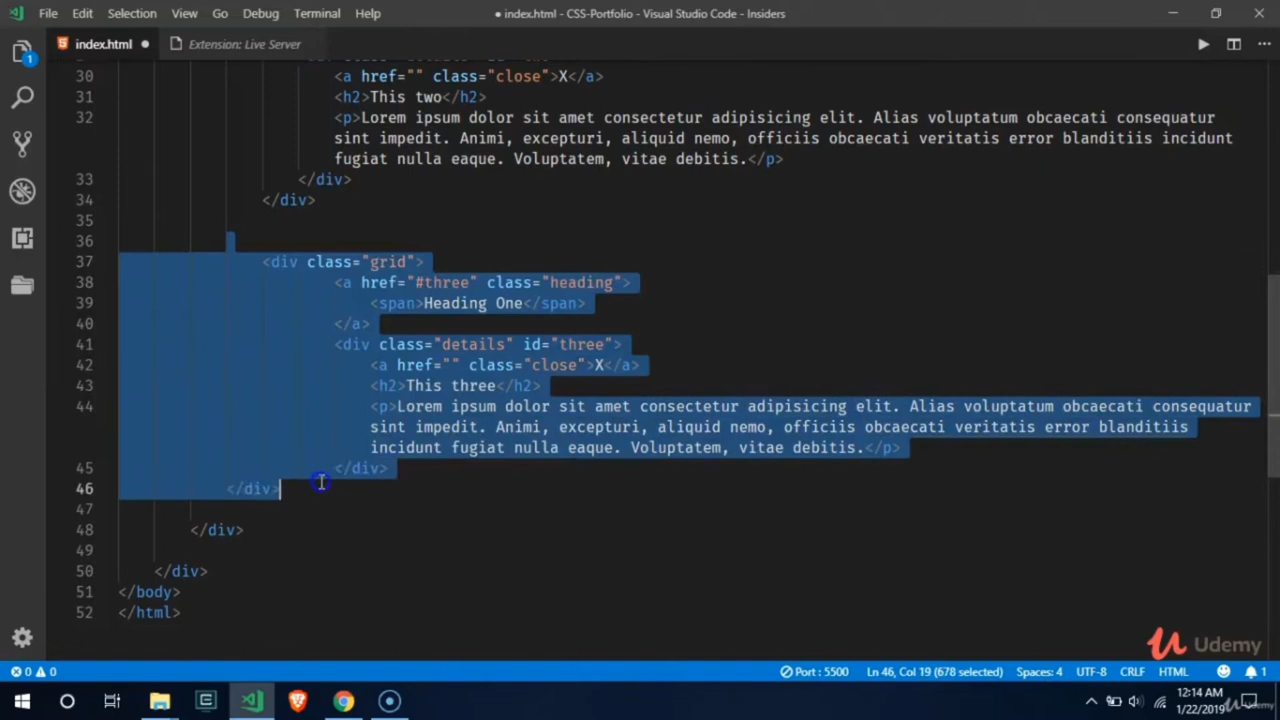 File Edit Selection View Go Debug Terminal Help
● index.html - CSS-Portfolio - Visual Studio Code - Insiders
index.html ● Extension: Live Server
30 <a href="" class="close">X</a>
31 <h2>This two</h2>
32 <p>Lorem ipsum dolor sit amet consectetur adipisicing elit. Alias voluptatum obcaecati consequatur
sint impedit. Animi, excepturi, aliquid nemo, officiis obcaecati veritatis error blanditiis incidunt
fugiat nulla eaque. Voluptatem, vitae debitis.</p>
33 </div>
34 </div>
35
36
37 <div class="grid">
38 <a href="#three" class="heading">
39 <span>Heading One</span>
40 </a>
41 <div class="details" id="three">
42 <a href="" class="close">X</a>
43 <h2>This three</h2>
44 <p>Lorem ipsum dolor sit amet consectetur adipisicing elit. Alias voluptatum obcaecati consequatur
sint impedit. Animi, excepturi, aliquid nemo, officiis obcaecati veritatis error blanditiis
incidunt fugiat nulla eaque. Voluptatem, vitae debitis.</p>
45 </div>
46 </div>
47
48 </div>
49
50 </div>
51 </body>
52 </html>
Udemy
0 0 Port : 5500 Ln 46, Col 19 (678 selected) Spaces: 4 UTF-8 CRLF HTML 1
12:14 AM
1/22/2019